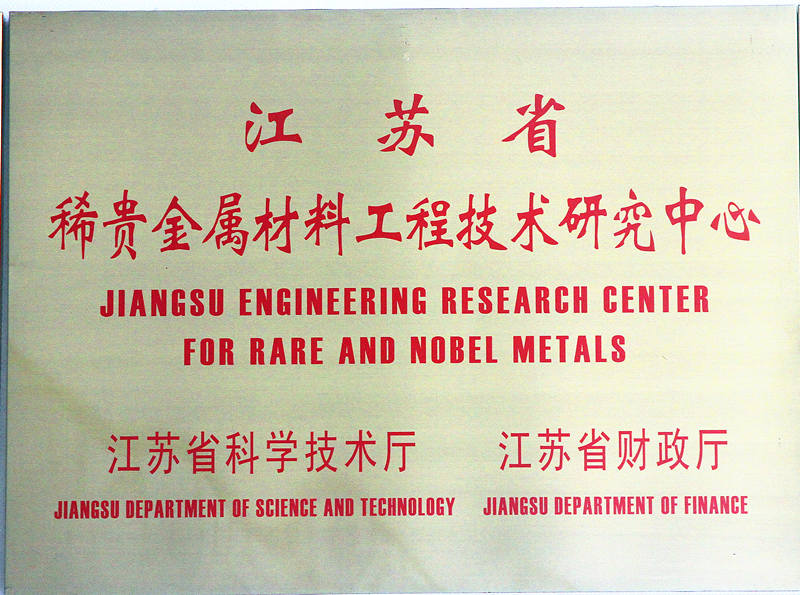 江苏省
稀贵金属材料工程技术研究中心
JIANGSU ENGINEERING RESEARCH CENTER
FOR RARE AND NOBEL METALS
江苏省科学技术厅 江苏省财政厅
JIANGSU DEPARTMENT OF SCIENCE AND TECHNOLOGY JIANGSU DEPARTMENT OF FINANCE